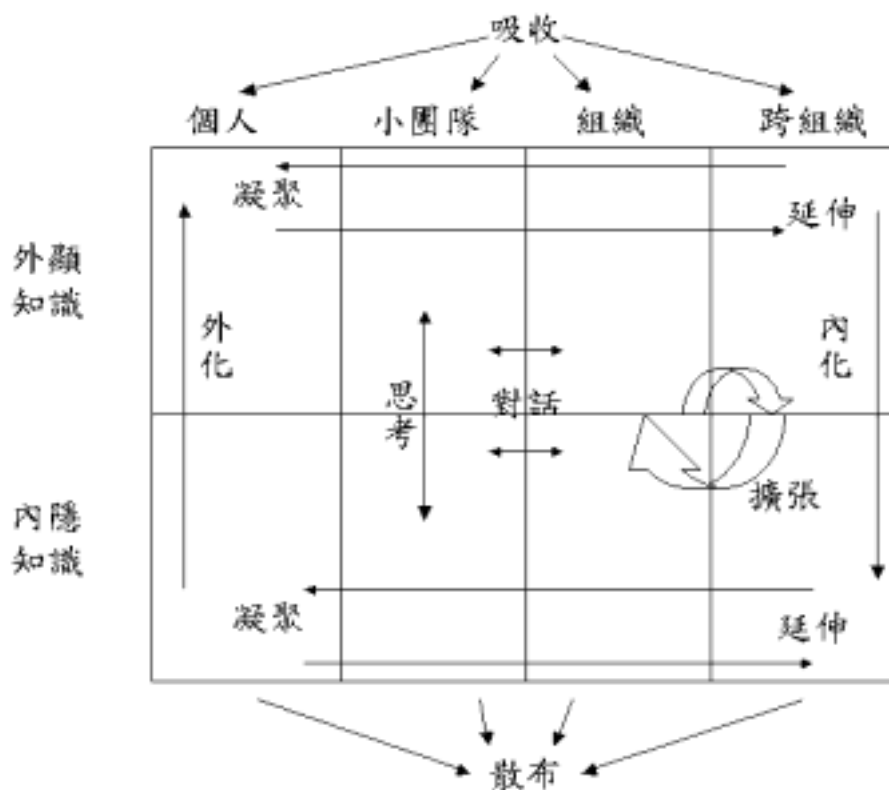 吸收
個人 小團隊 組織 跨組織
凝聚
延伸
外顯
知識
外
化
內
化
思
考
對話
擴張
內隱
知識
凝聚
延伸
散布